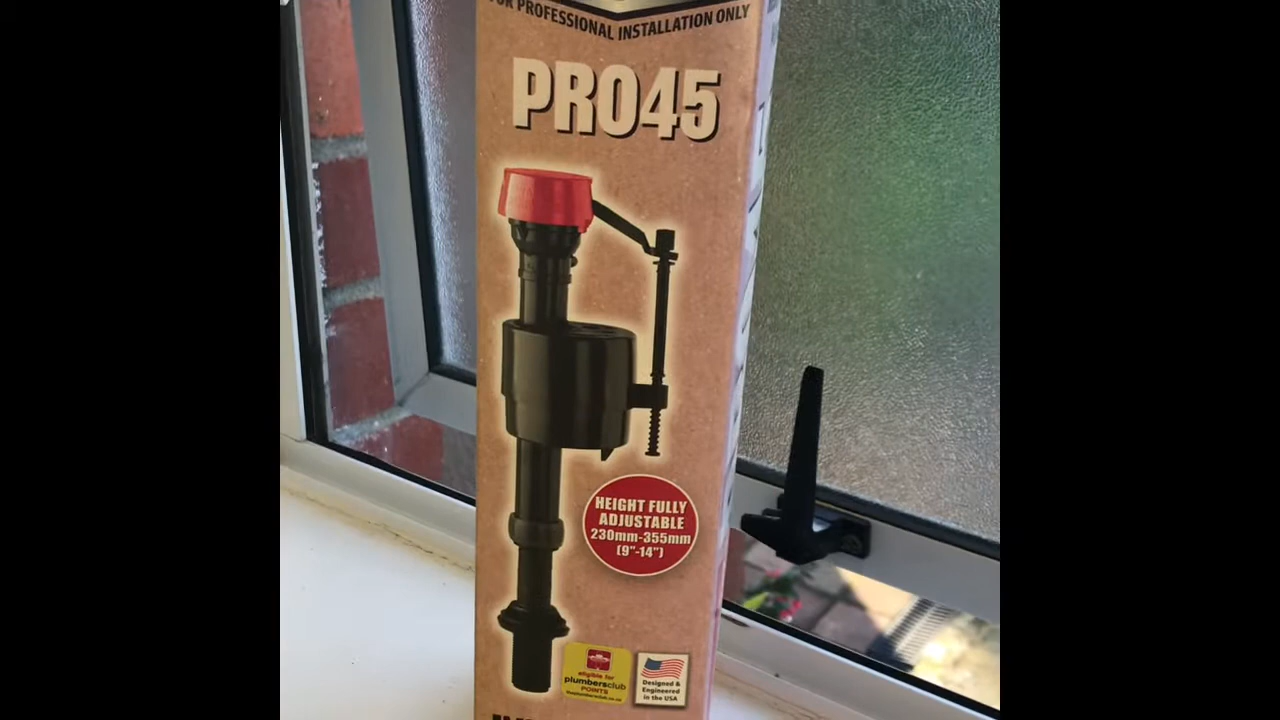 FOR PROFESSIONAL INSTALLATION ONLY
PRO45
HEIGHT FULLY
ADJUSTABLE
230mm-355mm
(9"-14")
eligible for
plumbersclub
POINTS
Designed &
Engineered
in the USA